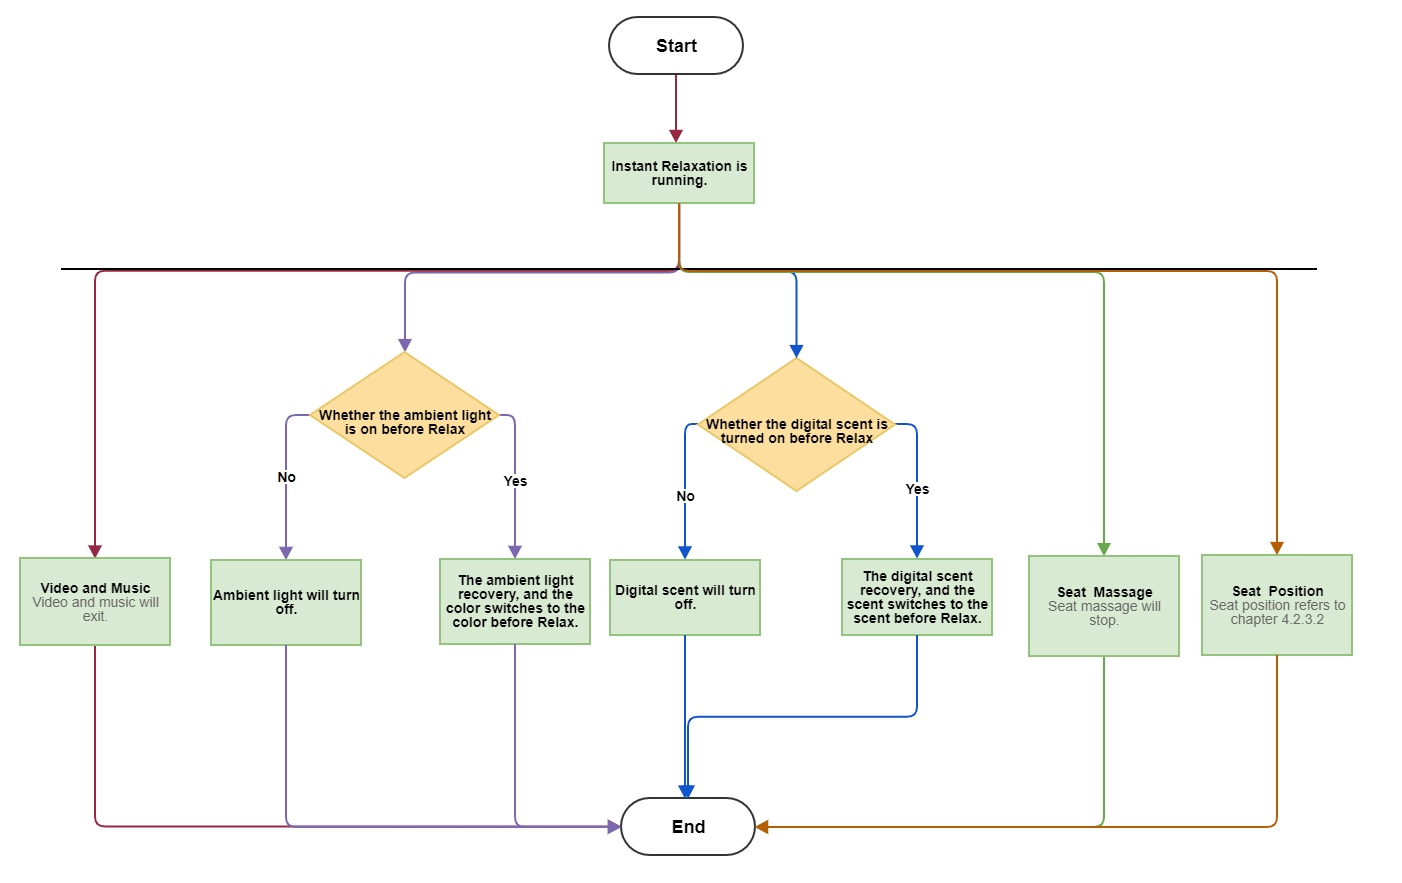 Start
Instant Relaxation is
running.
Whether the ambient light
is on before Relax
Whether the digital scent is
turned on before Relax
No
Yes
No
Yes
Video and Music
Video and music will
exit.
Ambient light will turn
off.
The ambient light
recovery, and the
color switches to the
color before Relax.
Digital scent will turn
off.
The digital scent
recovery, and the
scent switches to the
scent before Relax.
Seat  Massage
Seat massage will
stop.
Seat  Position
Seat position refers to
chapter 4.2.3.2
End